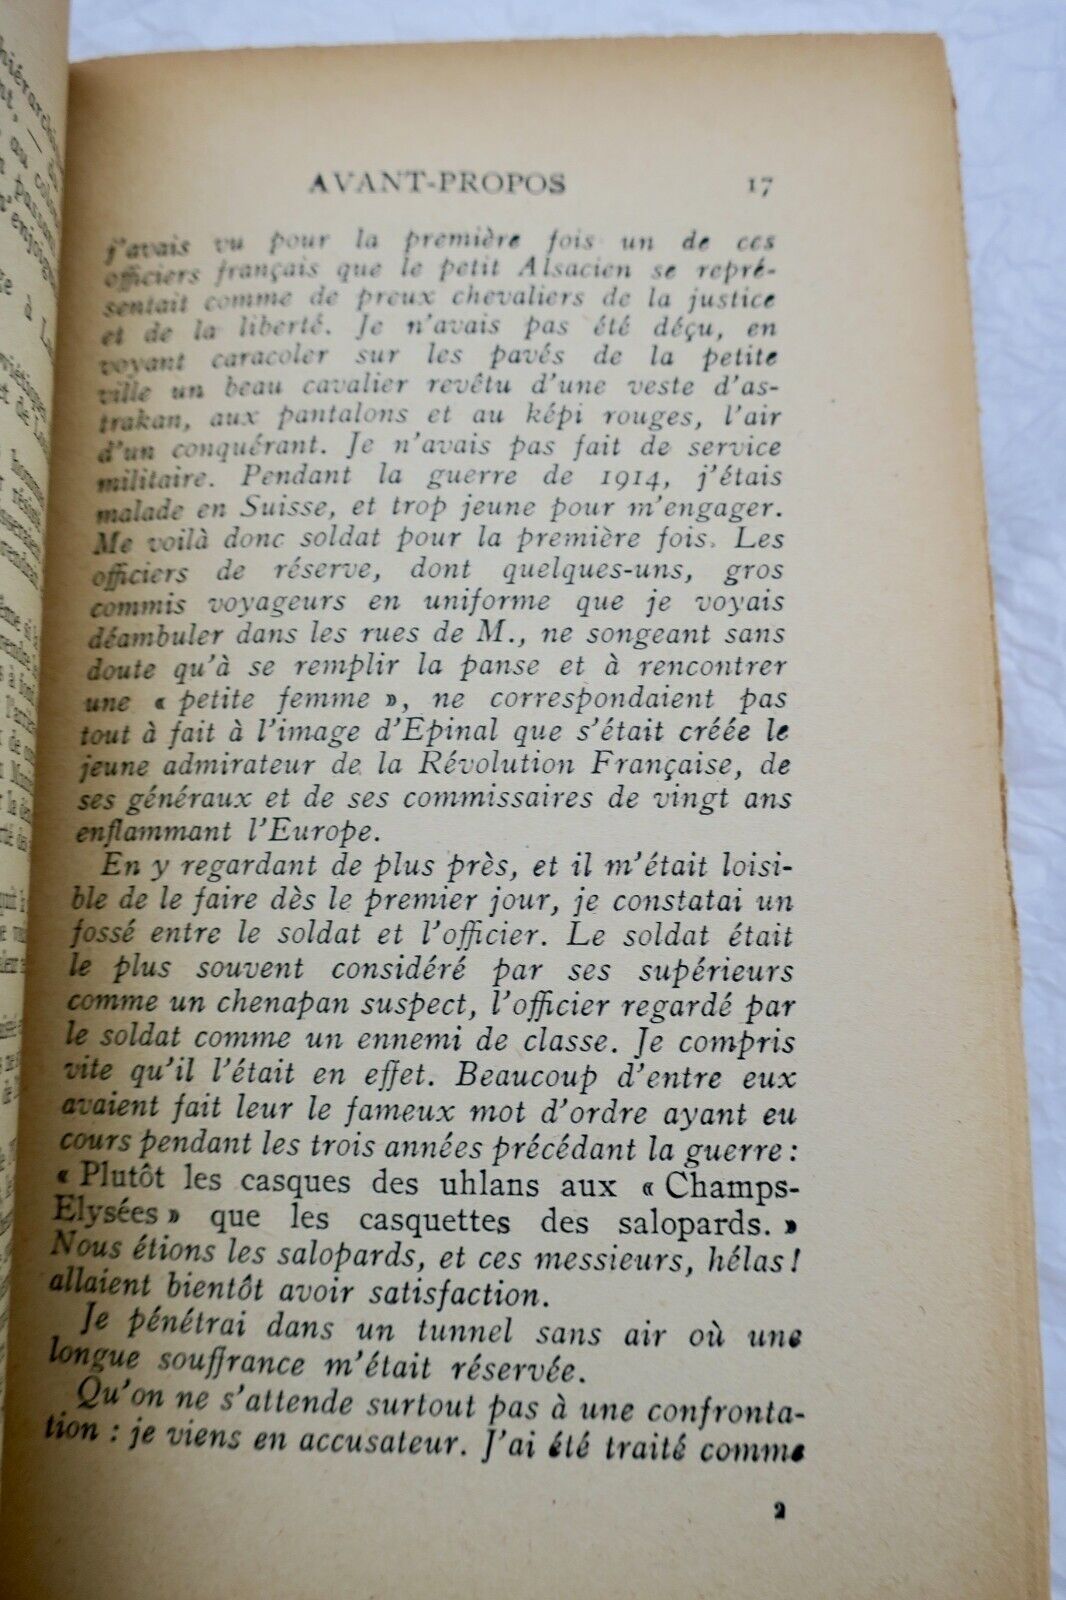 AVANT-PROPOS 17
j'avais vu pour la première fois un de ces
officiers français que le petit Alsacien se repré-
sentait comme de preux chevaliers de la justice
et de la liberté. Je n'avais pas été déçu, en
voyant caracoler sur les pavés de la petite
ville un beau cavalier revêtu d'une veste d'as-
trakan, aux pantalons et au képi rouges, l'air
d'un conquérant. Je n'avais pas fait de service
militaire. Pendant la guerre de 1914, j'étais
malade en Suisse, et trop jeune pour m'engager.
Me voilà donc soldat pour la première fois. Les
officiers de réserve, dont quelques-uns, gros
commis voyageurs en uniforme que je voyais
déambuler dans les rues de M., ne songeant sans
doute qu'à se remplir la panse et à rencontrer
une « petite femme », ne correspondaient pas
tout à fait à l'image d'Epinal que s'était créée le
jeune admirateur de la Révolution Française, de
ses généraux et de ses commissaires de vingt ans
enflammant l'Europe.
En y regardant de plus près, et il m'était loisi-
ble de le faire dès le premier jour, je constatai un
fossé entre le soldat et l'officier. Le soldat était
le plus souvent considéré par ses supérieurs
comme un chenapan suspect, l'officier regardé par
le soldat comme un ennemi de classe. Je compris
vite qu'il l'était en effet. Beaucoup d'entre eux
avaient fait leur le fameux mot d'ordre ayant eu
cours pendant les trois années précédant la guerre :
« Plutôt les casques des uhlans aux « Champs-
Elysées » que les casquettes des salopards. »
Nous étions les salopards, et ces messieurs, hélas !
allaient bientôt avoir satisfaction.
Je pénétrai dans un tunnel sans air où une
longue souffrance m'était réservée.
Qu'on ne s'attende surtout pas à une confronta-
tion : je viens en accusateur. J'ai été traité comme
2